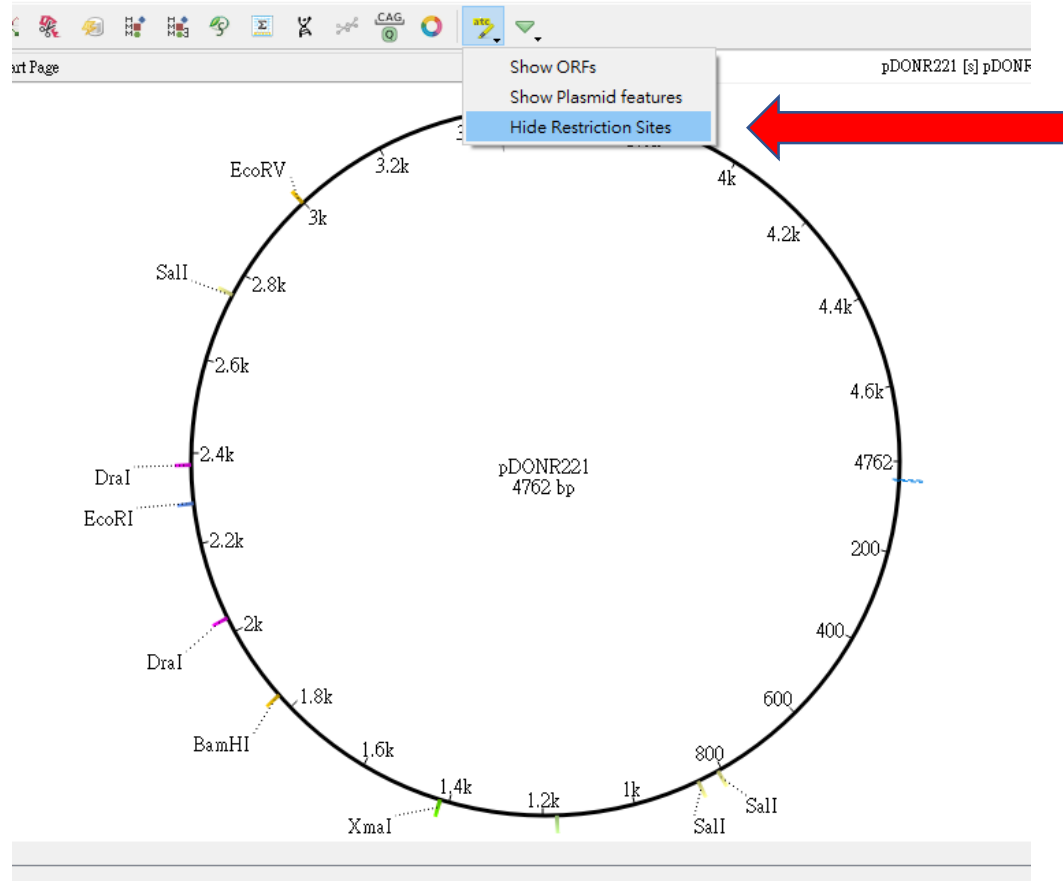 CAG
Q
Σ
atc
art Page
pDONR221 [s] pDONR
Show ORFs
Show Plasmid features
Hide Restriction Sites
3.2k
4k
EcoRV
3k
4.2k
SalI
2.8k
4.4k
2.6k
4.6k
2.4k
DraI
pDONR221
4762 bp
4762
EcoRI
2.2k
200
2k
400
DraI
1.8k
600
BamHI
1.6k
800
1.4k
1.2k
1k
SalI
XmaI
SalI